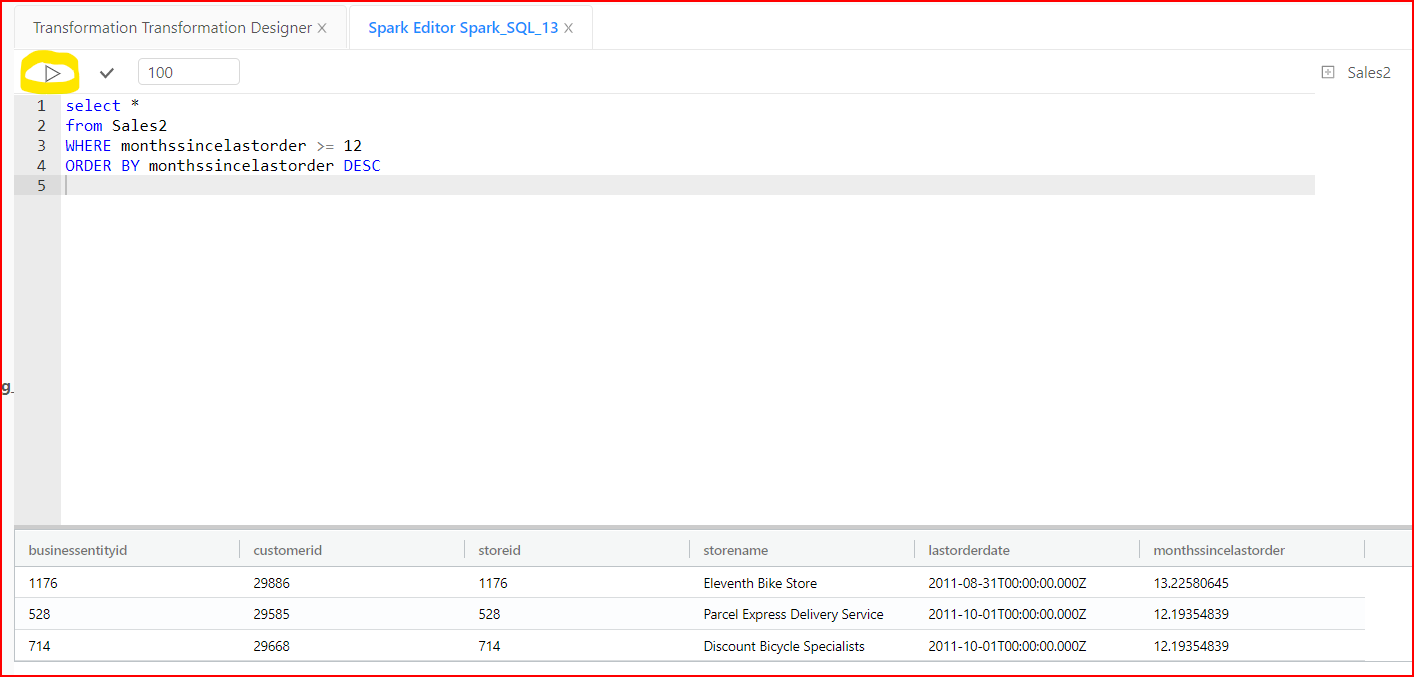 Transformation Transformation Designer X Spark Editor Spark_SQL_13 X
100 Sales2
1 select *
2 from Sales2
3 WHERE monthssincelastorder >= 12
4 ORDER BY monthssincelastorder DESC
5
g_
businessentityid customerid storeid storename lastorderdate monthssincelastorder
1176 29886 1176 Eleventh Bike Store 2011-08-31T00:00:00.000Z 13.22580645
528 29585 528 Parcel Express Delivery Service 2011-10-01T00:00:00.000Z 12.19354839
714 29668 714 Discount Bicycle Specialists 2011-10-01T00:00:00.000Z 12.19354839